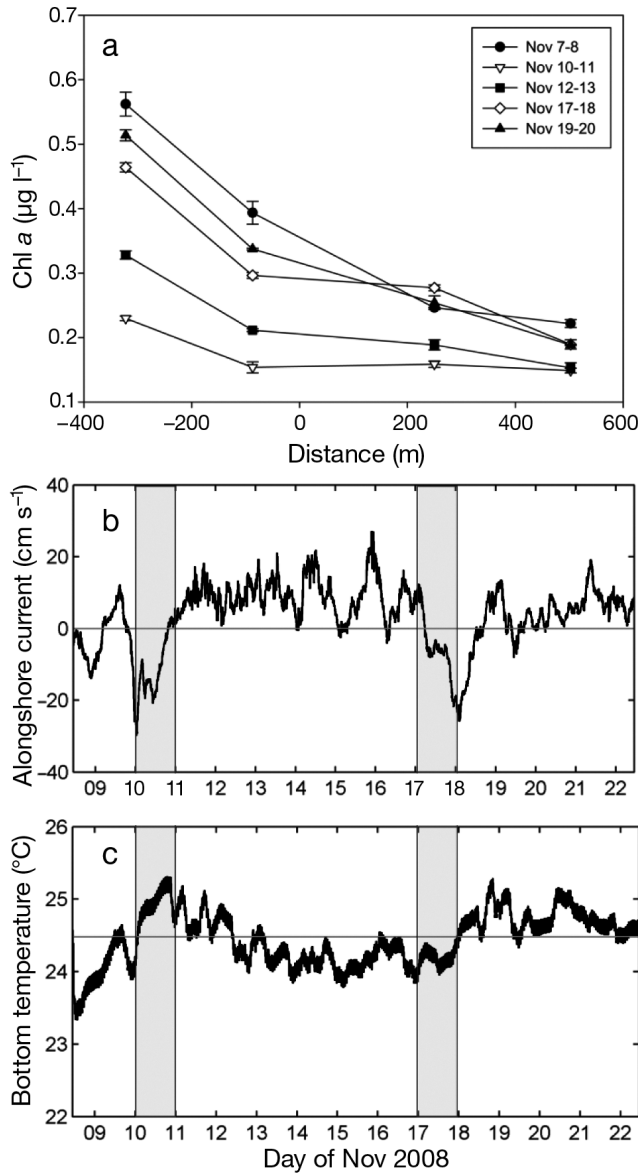 a
0.7
0.6
0.5
0.4
0.3
0.2
0.1
Chl a (µg l–1)
Nov 7-8
Nov 10-11
Nov 12-13
Nov 17-18
Nov 19-20
–400 –200 0 200 400 600
Distance (m)
b
40
20
0
–20
–40
Alongshore current (cm s–1)
09 10 11 12 13 14 15 16 17 18 19 20 21 22
c
26
25
24
23
22
Bottom temperature (°C)
09 10 11 12 13 14 15 16 17 18 19 20 21 22
Day of Nov 2008